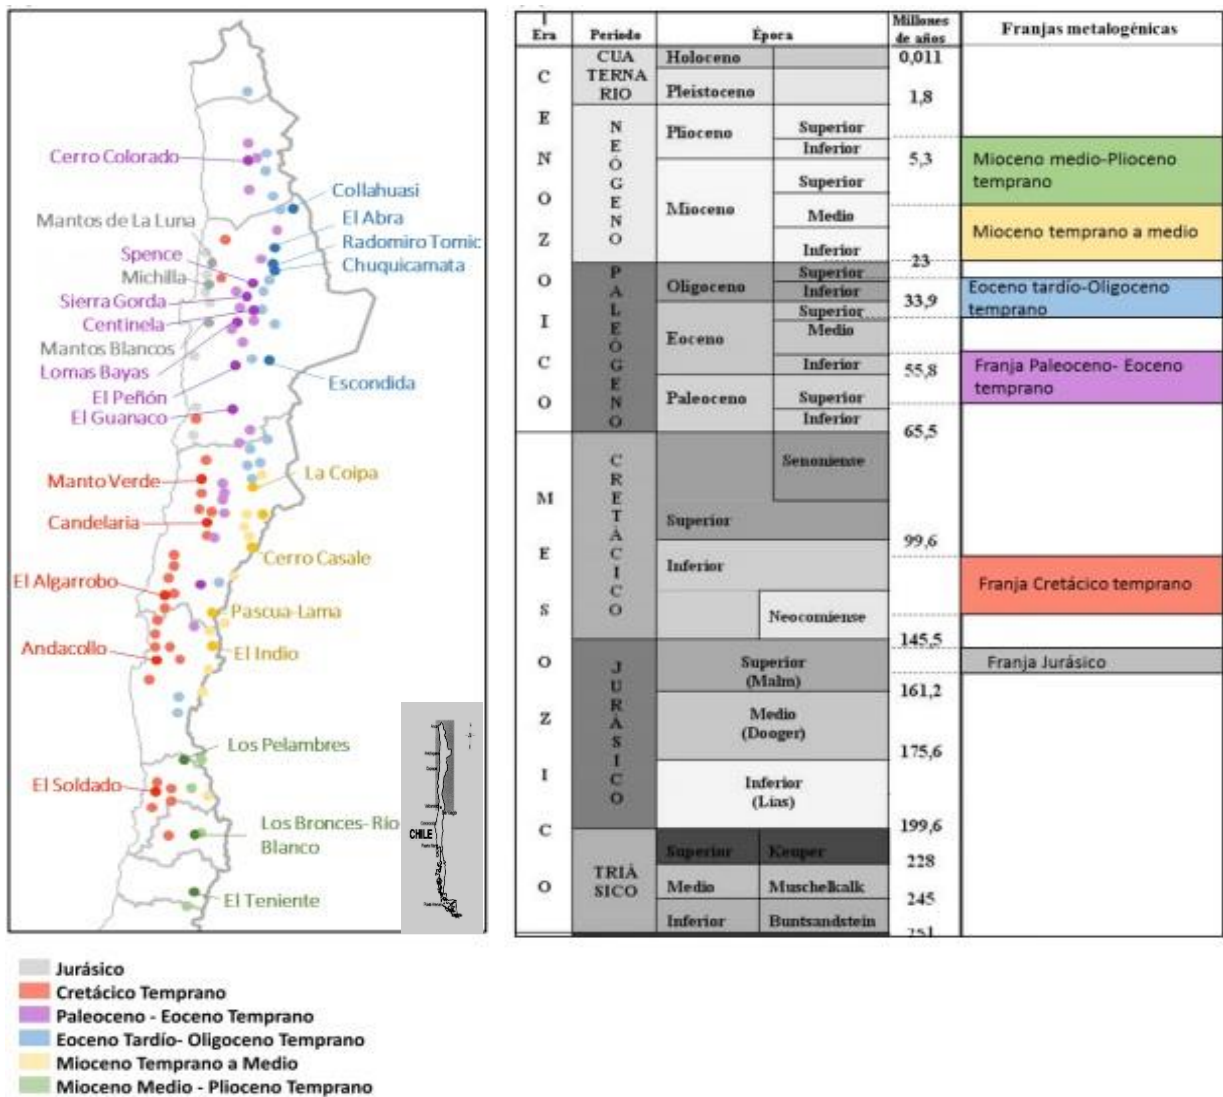 Cerro Colorado
Collahuasi
Mantos de La Luna
El Abra
Radomiro Tomic
Spence
Chuquicamata
Michilla
Sierra Gorda
Centinela
Mantos Blancos
Lomas Bayas
Escondida
El Peñón
El Guanaco
La Coipa
Manto Verde
Candelaria
Cerro Casale
El Algarrobo
Pascua-Lama
Andacollo
El Indio
Los Pelambres
El Soldado
Los Bronces- Río
Blanco
El Teniente
CHILE
Jurásico
Cretácico Temprano
Paleoceno - Eoceno Temprano
Eoceno Tardío- Oligoceno Temprano
Mioceno Temprano a Medio
Mioceno Medio - Plioceno Temprano
Era
Periodo
Época
Millones
de años
Franjas metalogénicas
CENOZOICO
CUA
TERNA
RIO
Holoceno
0,011
Pleistoceno
1,8
NEÓGENO
Plioceno
Superior
Inferior
5,3
Mioceno medio-Plioceno
temprano
Mioceno
Superior
Medio
Inferior
Mioceno temprano a medio
23
PALEÓGENO
Oligoceno
Superior
Inferior
33,9
Eoceno tardío-Oligoceno
temprano
Eoceno
Superior
Medio
Inferior
55,8
Franja Paleoceno- Eoceno
temprano
Paleoceno
Superior
Inferior
65,5
MESOZOICO
CRETÁCICO
Senoniense
Superior
99,6
Inferior
Franja Cretácico temprano
Neocomiense
145,5
JURÁSICO
Superior
(Malm)
Franja Jurásico
161,2
Medio
(Dooger)
175,6
Inferior
(Lías)
199,6
TRIÁ
SICO
Superior
Keuper
228
Medio
Muschelkalk
245
Inferior
Buntsandstein
251